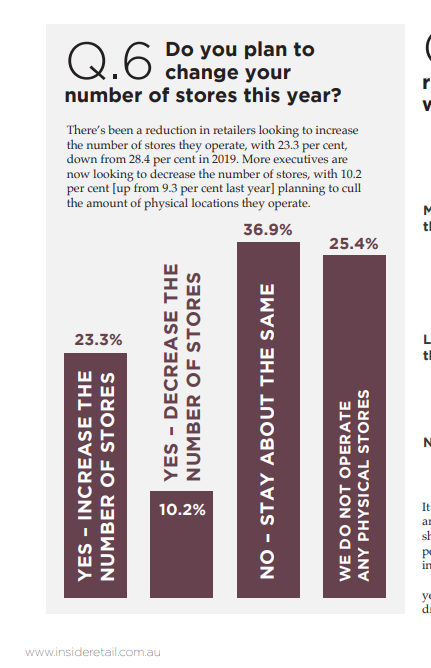 Q.6 Do you plan to
change your
number of stores this year?
There's been a reduction in retailers looking to increase
the number of stores they operate, with 23.3 per cent,
down from 28.4 per cent in 2019. More executives are
now looking to decrease the number of stores, with 10.2
per cent [up from 9.3 per cent last year] planning to cull
the amount of physical locations they operate.
23.3%
YES – INCREASE THE
NUMBER OF STORES
YES – DECREASE THE
NUMBER OF STORES
10.2%
36.9%
NO – STAY ABOUT THE SAME
25.4%
WE DO NOT OPERATE
ANY PHYSICAL STORES
www.insideretail.com.au